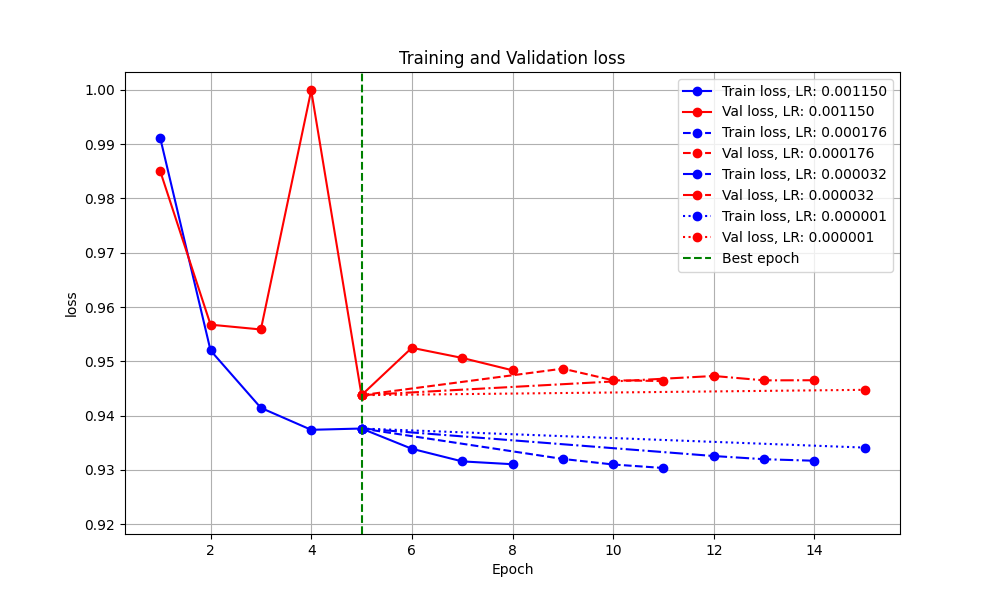 Training and Validation loss
1.00
0.99
0.98
0.97
0.96
0.95
0.94
0.93
0.92
loss
Train loss, LR: 0.001150
Val loss, LR: 0.001150
Train loss, LR: 0.000176
Val loss, LR: 0.000176
Train loss, LR: 0.000032
Val loss, LR: 0.000032
Train loss, LR: 0.000001
Val loss, LR: 0.000001
Best epoch
2 4 6 8 10 12 14
Epoch